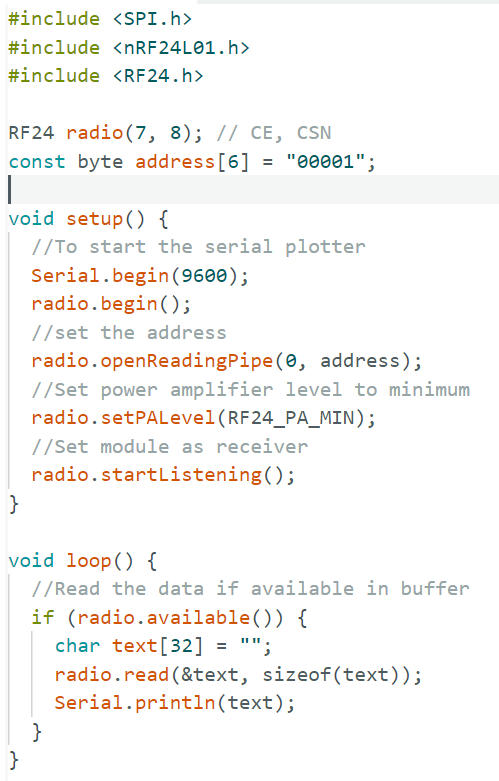 #include <SPI.h>
#include <nRF24L01.h>
#include <RF24.h>
RF24 radio(7, 8); // CE, CSN
const byte address[6] = "00001";
void setup() {
//To start the serial plotter
Serial.begin(9600);
radio.begin();
//set the address
radio.openReadingPipe(0, address);
//Set power amplifier level to minimum
radio.setPALevel(RF24_PA_MIN);
//Set module as receiver
radio.startListening();
}
void loop() {
//Read the data if available in buffer
if (radio.available()) {
char text[32] = "";
radio.read(&text, sizeof(text));
Serial.println(text);
}
}